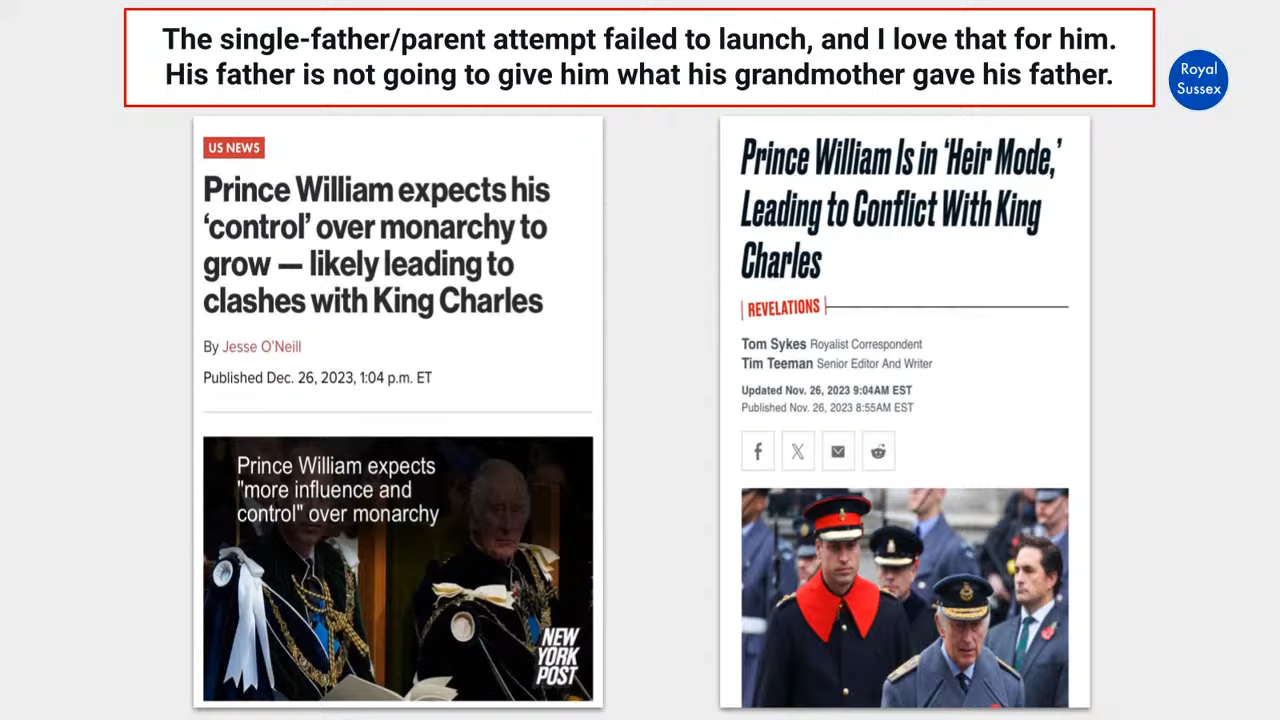 The single-father/parent attempt failed to launch, and I love that for him.
His father is not going to give him what his grandmother gave his father.
Royal
Sussex
US NEWS
Prince William expects his
‘control’ over monarchy to
grow — likely leading to
clashes with King Charles
By Jesse O’Neill
Published Dec. 26, 2023, 1:04 p.m. ET
Prince William expects
"more influence and
control" over monarchy
NEW
YORK
POST
Prince William Is in ‘Heir Mode,’
Leading to Conflict With King
Charles
REVELATIONS
Tom Sykes Royalist Correspondent
Tim Teeman Senior Editor And Writer
Updated Nov. 26, 2023 9:04AM EST
Published Nov. 26, 2023 8:55AM EST